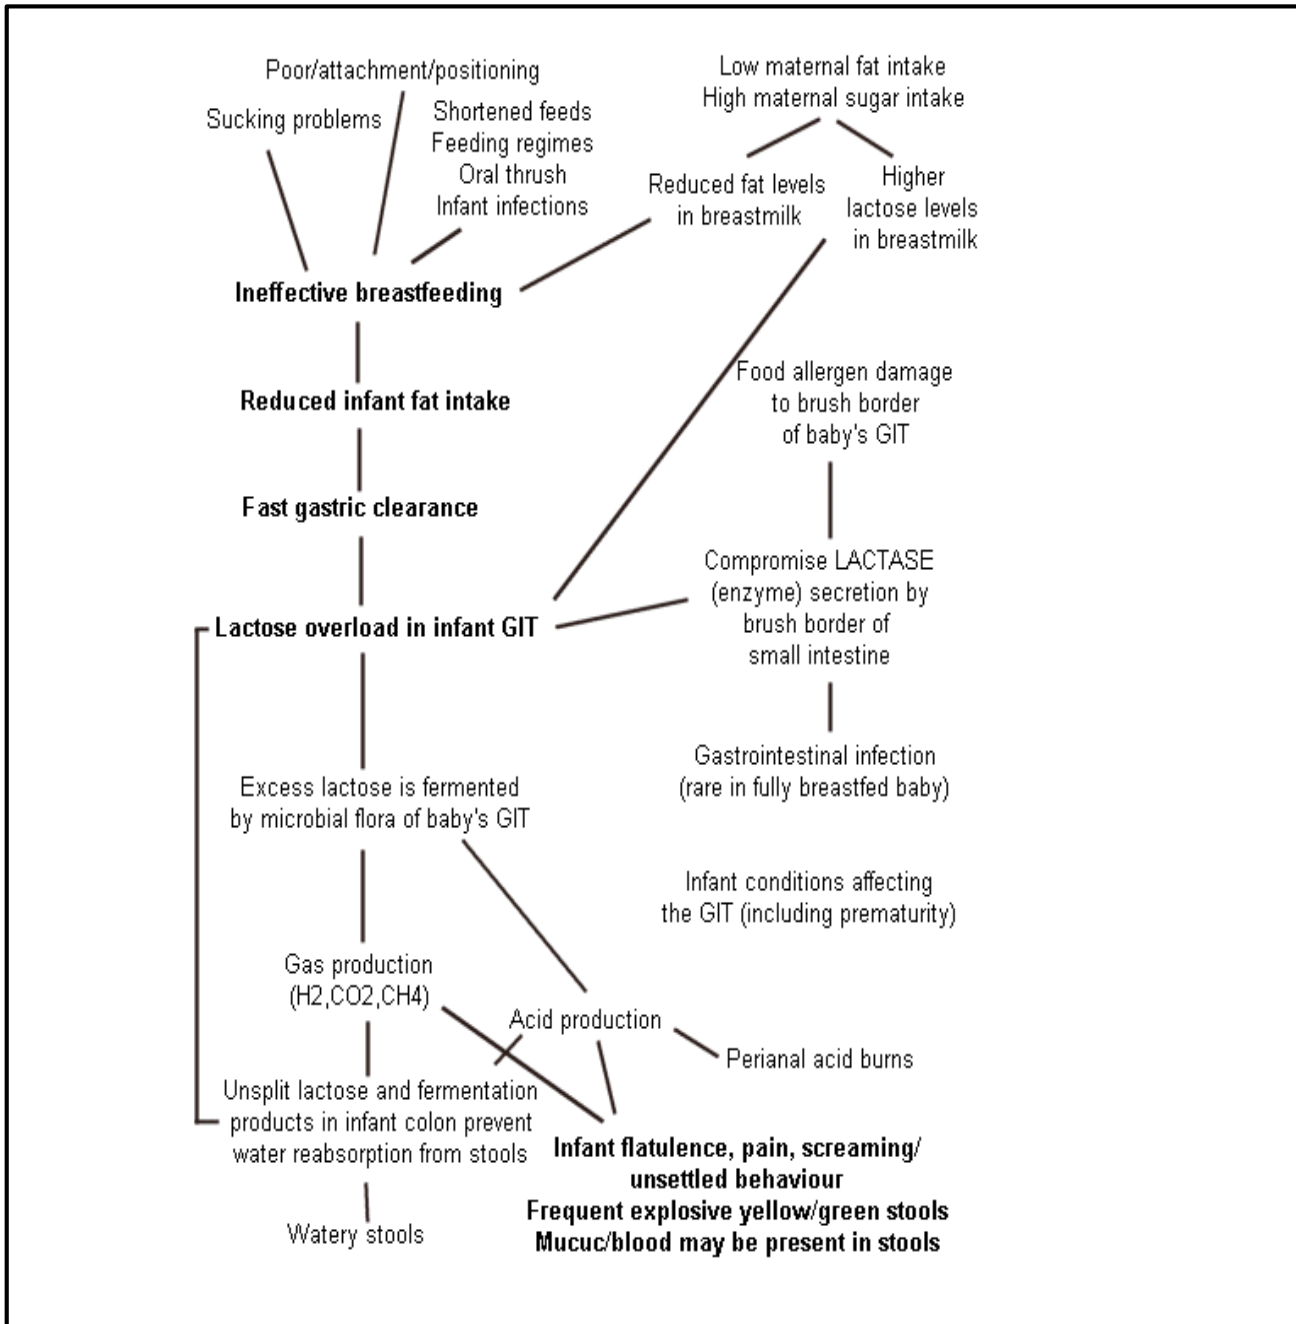 Poor/attachment/positioning
Sucking problems
Shortened feeds
Feeding regimes
Oral thrush
Infant infections
Low maternal fat intake
High maternal sugar intake
Reduced fat levels
in breastmilk
Higher
lactose levels
in breastmilk
Ineffective breastfeeding
Reduced infant fat intake
Food allergen damage
to brush border
of baby's GIT
Fast gastric clearance
Compromise LACTASE
(enzyme) secretion by
brush border of
small intestine
Lactose overload in infant GIT
Gastrointestinal infection
(rare in fully breastfed baby)
Excess lactose is fermented
by microbial flora of baby's GIT
Infant conditions affecting
the GIT (including prematurity)
Gas production
(H2,CO2,CH4)
Acid production
Perianal acid burns
Unsplit lactose and fermentation
products in infant colon prevent
water reabsorption from stools
Infant flatulence, pain, screaming/
unsettled behaviour
Frequent explosive yellow/green stools
Mucuc/blood may be present in stools
Watery stools